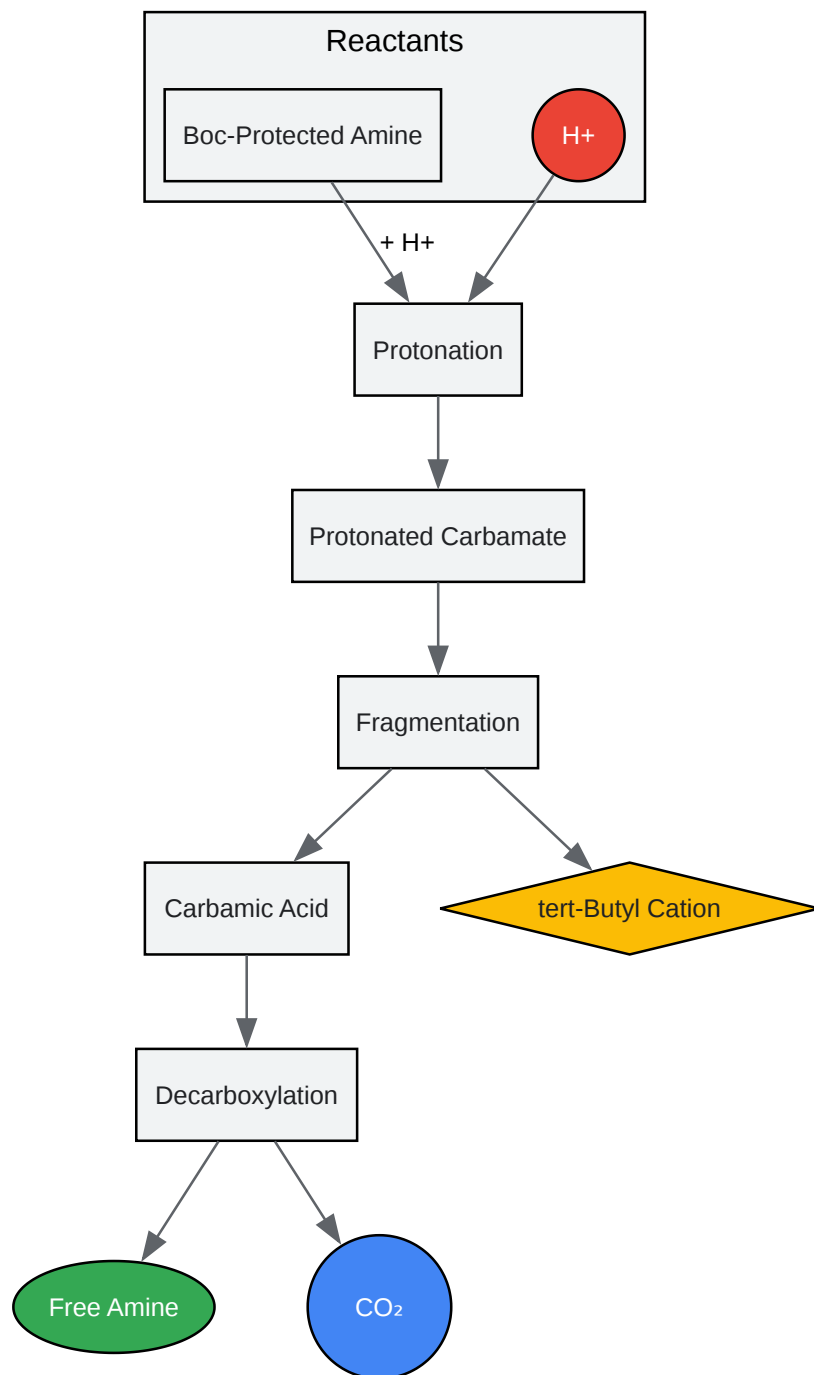 Reactants
Boc-Protected Amine
H+
+ H+
Protonation
Protonated Carbamate
Fragmentation
Carbamic Acid
tert-Butyl Cation
Decarboxylation
Free Amine
CO₂